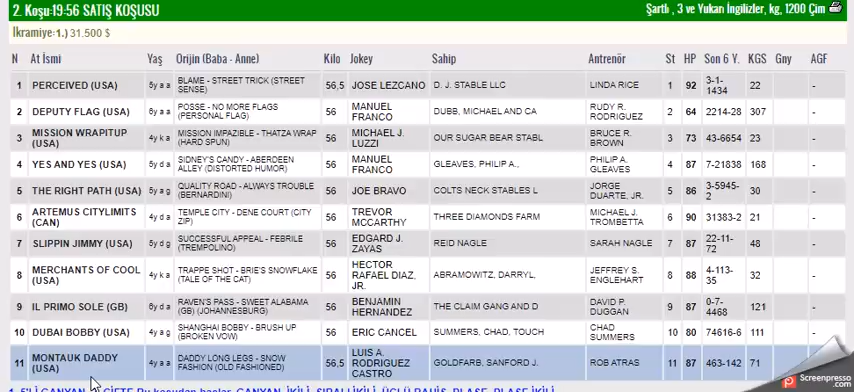 2. Koşu:19-56 SATIŞ KOŞUSU Şartlı , 3 ve Yukarı İngilizler, kg, 1200 Çim
İkramiye:1.) 31.500 $
N At İsmi Yaş Orijin (Baba - Anne) Kilo Jokey Sahip Antrenör St HP Son 6 Y. KGS Gny AGF
1 PERCEIVED (USA) 5y a a BLAME - STREET TRICK (STREET SENSE) 56,5 JOSE LEZCANO D. J. STABLE LLC LINDA RICE 1 92 3-1-1434 22 -
2 DEPUTY FLAG (USA) 6y a a POSSE - NO MORE FLAGS (PERSONAL FLAG) 56 MANUEL FRANCO DUBB, MICHAEL AND CA RUDY R. RODRIGUEZ 2 64 2214-28 307 -
3 MISSION WRAPITUP (USA) 4y k a MISSION IMPAZIBLE - THATZA WRAP (HARD SPUN) 56 MICHAEL J. LUZZI OUR SUGAR BEAR STABL BRUCE R. BROWN 3 73 43-6654 23 -
4 YES AND YES (USA) 5y d a SIDNEY'S CANDY - ABERDEEN ALLEY (DISTORTED HUMOR) 56 MANUEL FRANCO GLEAVES, PHILIP A., PHILIP A. GLEAVES 4 87 7-21838 168 -
5 THE RIGHT PATH (USA) 5y a g QUALITY ROAD - ALWAYS TROUBLE (BERNARDINI) 56 JOE BRAVO COLTS NECK STABLES L JORGE DUARTE, JR. 5 86 3-5945-2 30 -
6 ARTEMUS CITYLIMITS (CAN) 4y d a TEMPLE CITY - DENE COURT (CITY ZIP) 56 TREVOR MCCARTHY THREE DIAMONDS FARM MICHAEL J. TROMBETTA 6 90 31383-2 21 -
7 SLIPPIN JIMMY (USA) 5y d g SUCCESSFUL APPEAL - FEBRILE (TREMPOLINO) 56 EDGARD J. ZAYAS REID NAGLE SARAH NAGLE 7 87 22-11-72 48 -
8 MERCHANTS OF COOL (USA) 4y k a TRAPPE SHOT - BRIE'S SNOWFLAKE (TALE OF THE CAT) 56 HECTOR RAFAEL DIAZ, JR. ABRAMOWITZ, DARRYL, JEFFREY S. ENGLEHART 8 88 4-113-35 32 -
9 IL PRIMO SOLE (GB) 6y d a RAVEN'S PASS - SWEET ALABAMA (GB) (JOHANNESBURG) 56 BENJAMIN HERNANDEZ THE CLAIM GANG AND D DAVID P. DUGGAN 9 87 0-7-4468 121 -
10 DUBAI BOBBY (USA) 4y a g SHANGHAI BOBBY - BRUSH UP (BROKEN VOW) 56 ERIC CANCEL SUMMERS, CHAD, TOUCH CHAD SUMMERS 10 80 74616-6 111
11 MONTAUK DADDY (USA) 4y a a DADDY LONG LEGS - SNOW FASHION (OLD FASHIONED) 56,5 LUIS A. RODRIGUEZ CASTRO GOLDFARB, SANFORD J. ROB ATRAS 11 87 463-142 71 -
Screenpresso
Screenpresso.com